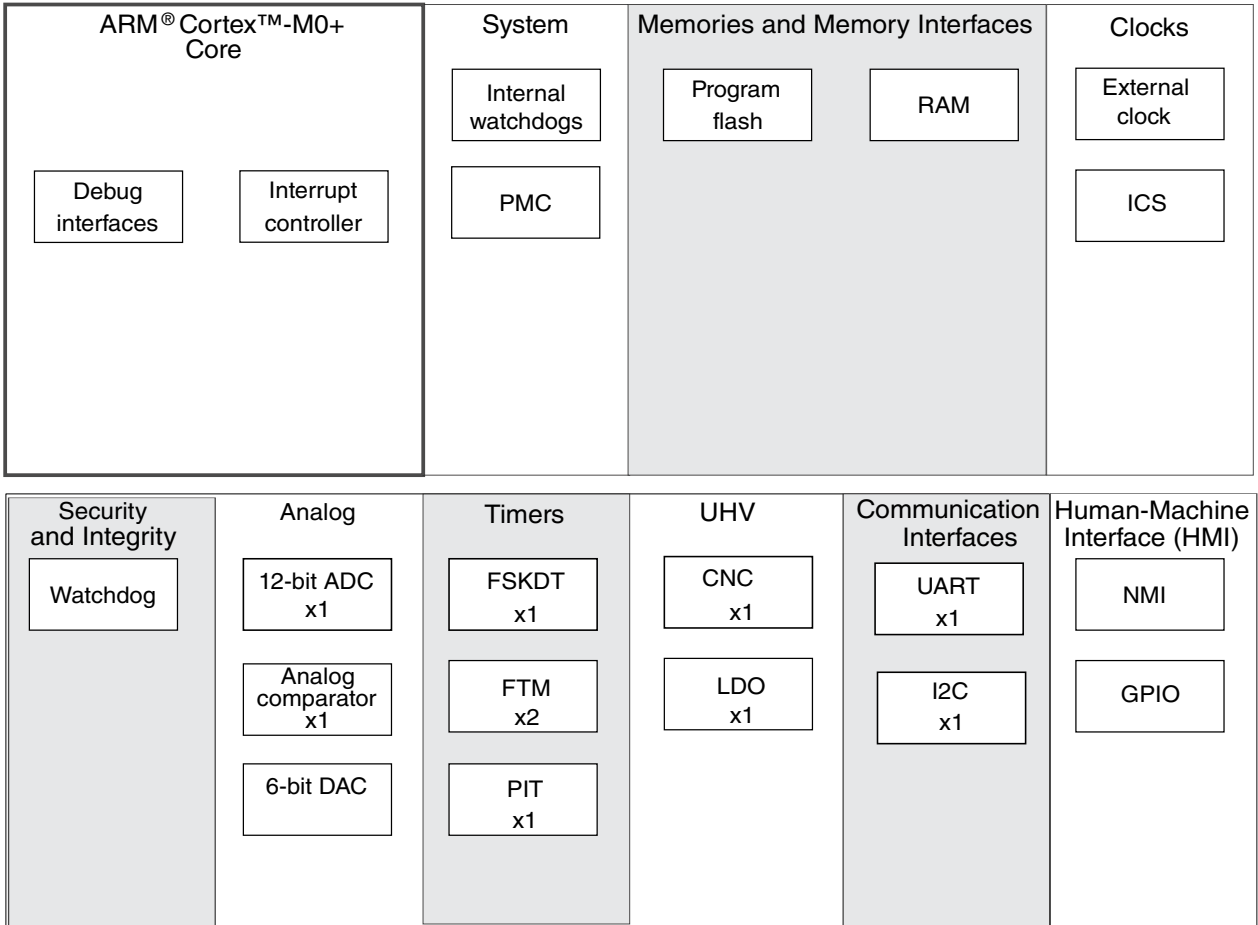 ARM® Cortex™-M0+
Core
Debug
interfaces
Interrupt
controller
System
Internal
watchdogs
PMC
Memories and Memory Interfaces
Program
flash
RAM
Clocks
External
clock
ICS
Security
and Integrity
Watchdog
Analog
12-bit ADC
x1
Analog
comparator
x1
6-bit DAC
Timers
FSKDT
x1
FTM
x2
PIT
x1
UHV
CNC
x1
LDO
x1
Communication
Interfaces
UART
x1
I2C
x1
Human-Machine
Interface (HMI)
NMI
GPIO